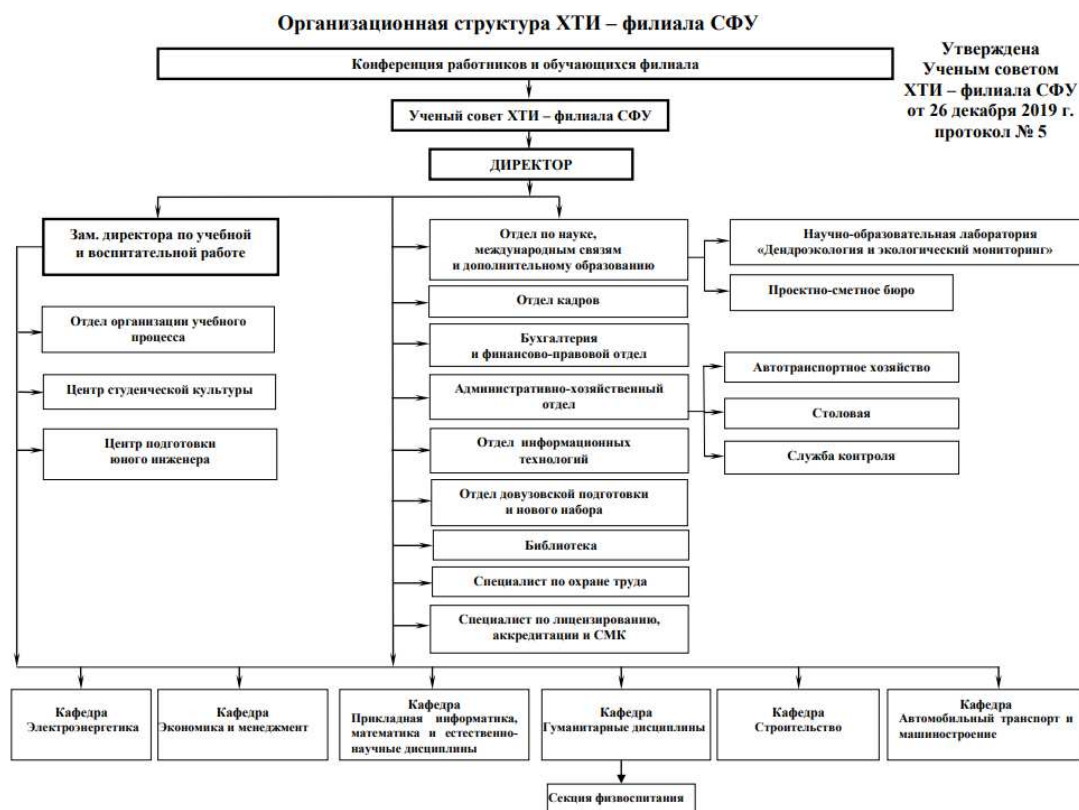 Организационная структура ХТИ – филиала СФУ
Утверждена
Ученым советом
ХТИ – филиала СФУ
от 26 декабря 2019 г.
протокол № 5
Конференция работников и обучающихся филиала
Ученый совет ХТИ – филиала СФУ
ДИРЕКТОР
Зам. директора по учебной
и воспитательной работе
Отдел организации учебного
процесса
Центр студенческой культуры
Центр подготовки
юного инженера
Отдел по науке,
международным связям
и дополнительному образованию
Отдел кадров
Бухгалтерия
и финансово-правовой отдел
Административно-хозяйственный
отдел
Отдел информационных
технологий
Отдел довузовской подготовки
и нового набора
Библиотека
Специалист по охране труда
Специалист по лицензированию,
аккредитации и СМК
Научно-образовательная лаборатория
«Дендроэкология и экологический мониторинг»
Проектно-сметное бюро
Автотранспортное хозяйство
Столовая
Служба контроля
Кафедра
Электроэнергетика
Кафедра
Экономика и менеджмент
Кафедра
Прикладная информатика,
математика и естественно-
научные дисциплины
Кафедра
Гуманитарные дисциплины
Кафедра
Строительство
Кафедра
Автомобильный транспорт и
машиностроение
Секция физвоспитания